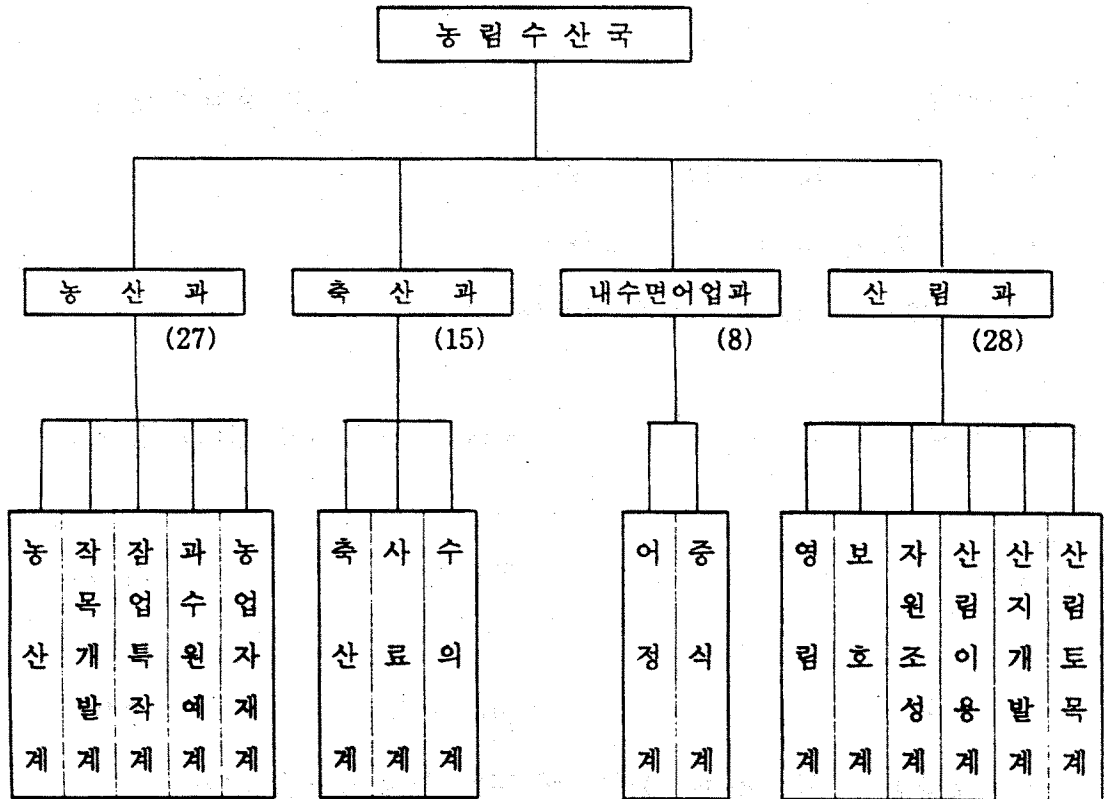 농림수산국
농산과
(27)
축산과
(15)
내수면어업과
(8)
산림과
(28)
농산계
작목개발계
잠업특작계
과수원예계
농업자재계
축산계
사료계
수의계
어정계
증식계
영림계
보호계
자원조성계
산림이용계
산지개발계
산림토목계